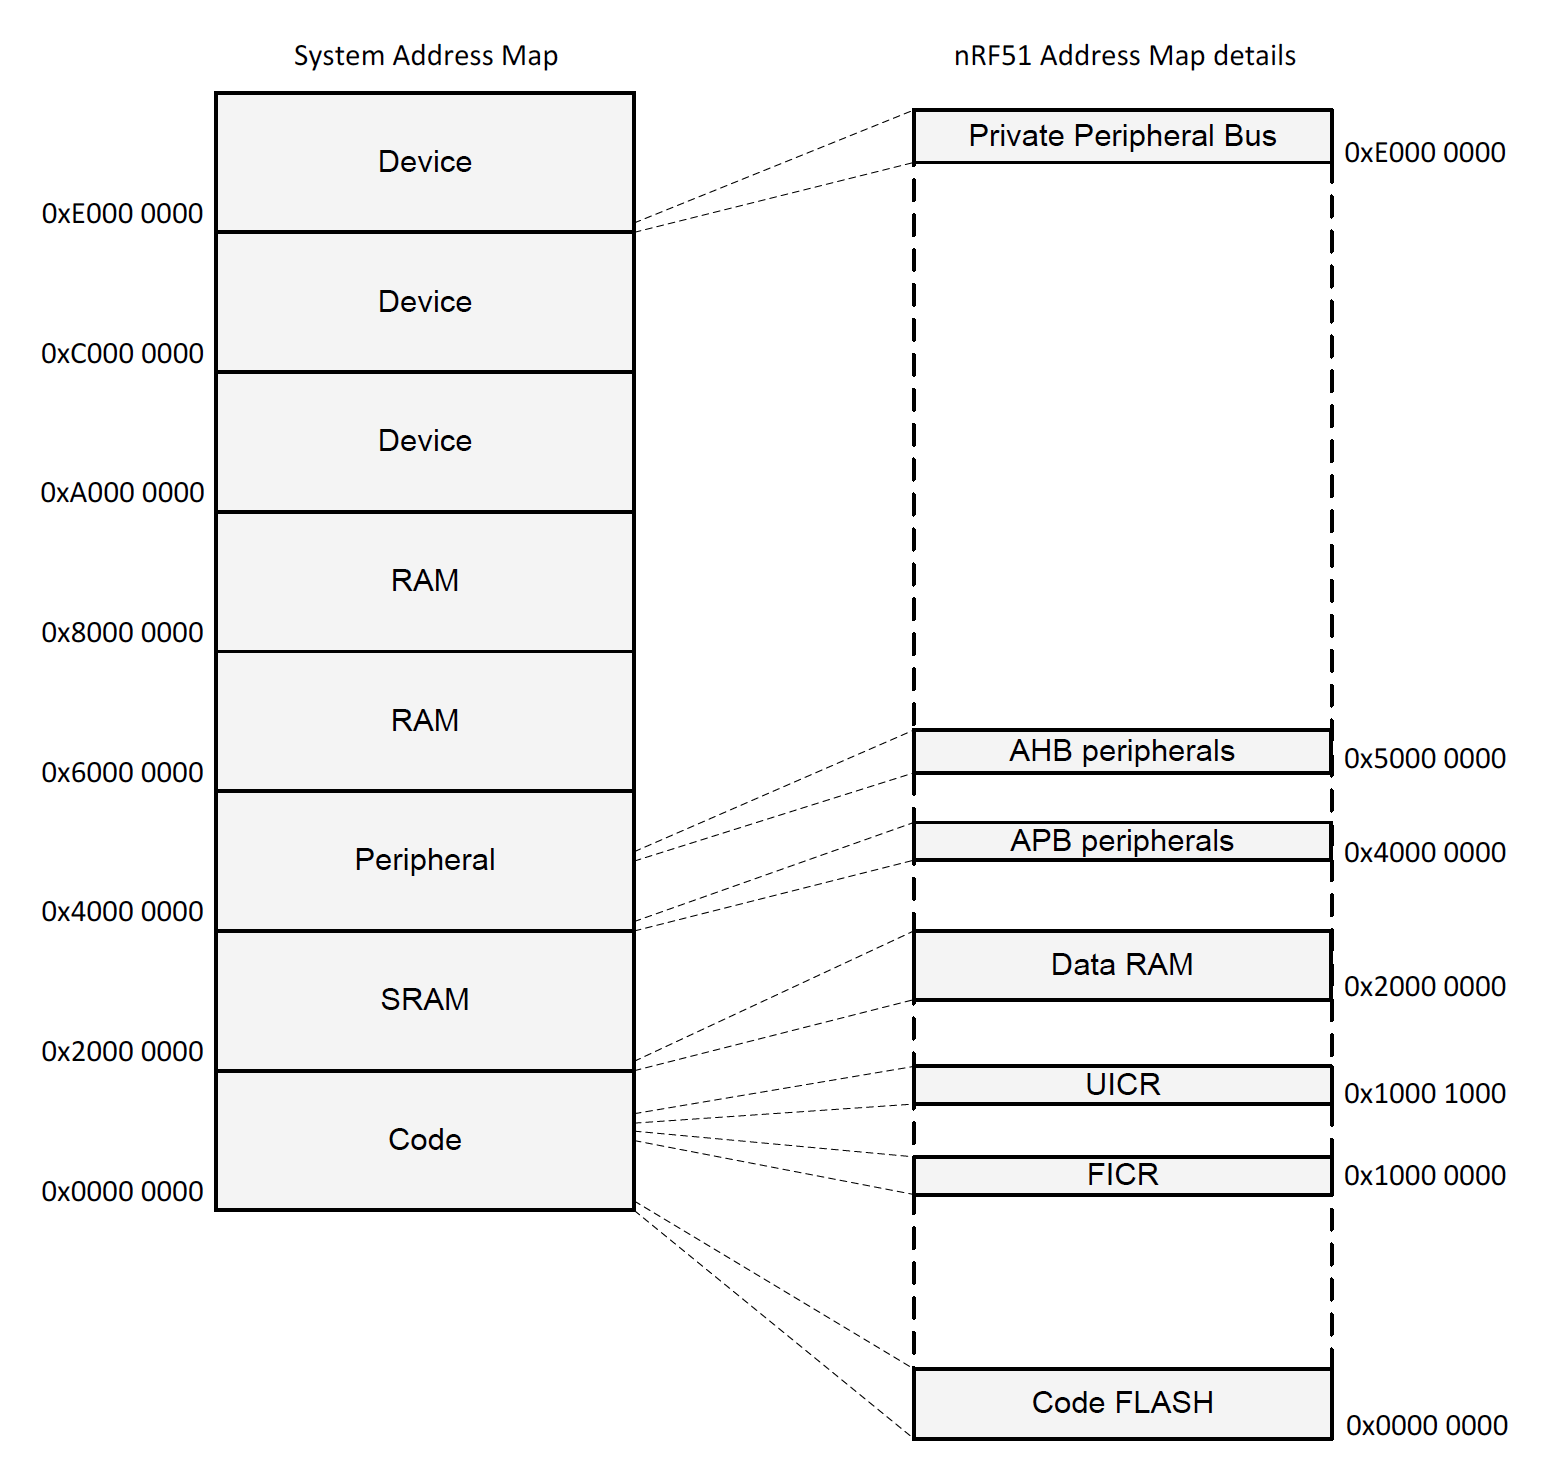 System Address Map
nRF51 Address Map details
Device
0xE000 0000
Device
0xC000 0000
Device
0xA000 0000
RAM
0x8000 0000
RAM
0x6000 0000
Peripheral
0x4000 0000
SRAM
0x2000 0000
Code
0x0000 0000
Private Peripheral Bus
0xE000 0000
AHB peripherals
0x5000 0000
APB peripherals
0x4000 0000
Data RAM
0x2000 0000
UICR
0x1000 1000
FICR
0x1000 0000
Code FLASH
0x0000 0000